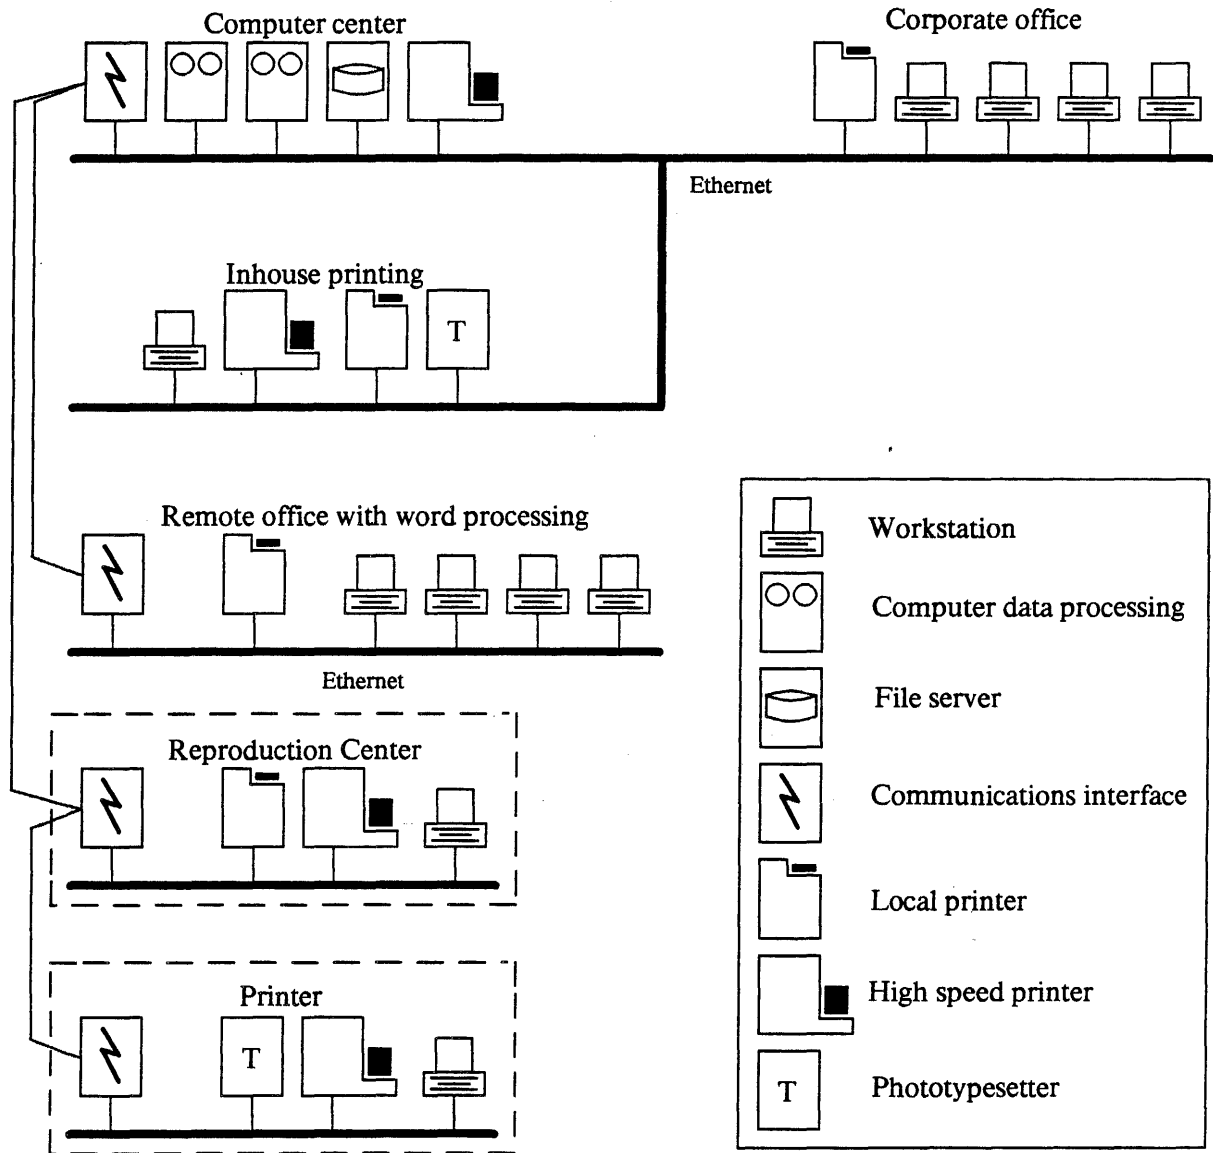 Computer center
Corporate office
Ethernet
Inhouse printing
T
Remote office with word processing
Ethernet
Reproduction Center
Printer
T
Workstation
Computer data processing
File server
Communications interface
Local printer
High speed printer
T
Phototypesetter